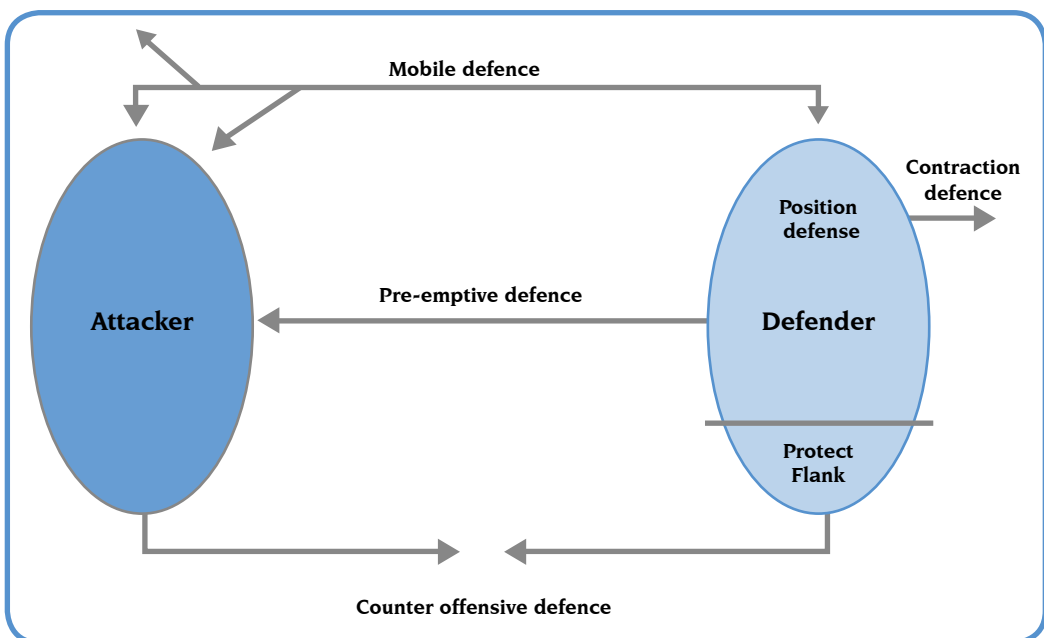 Mobile defence
Contraction
defence
Position
defense
Pre-emptive defence
Attacker
Defender
Protect
Flank
Counter offensive defence